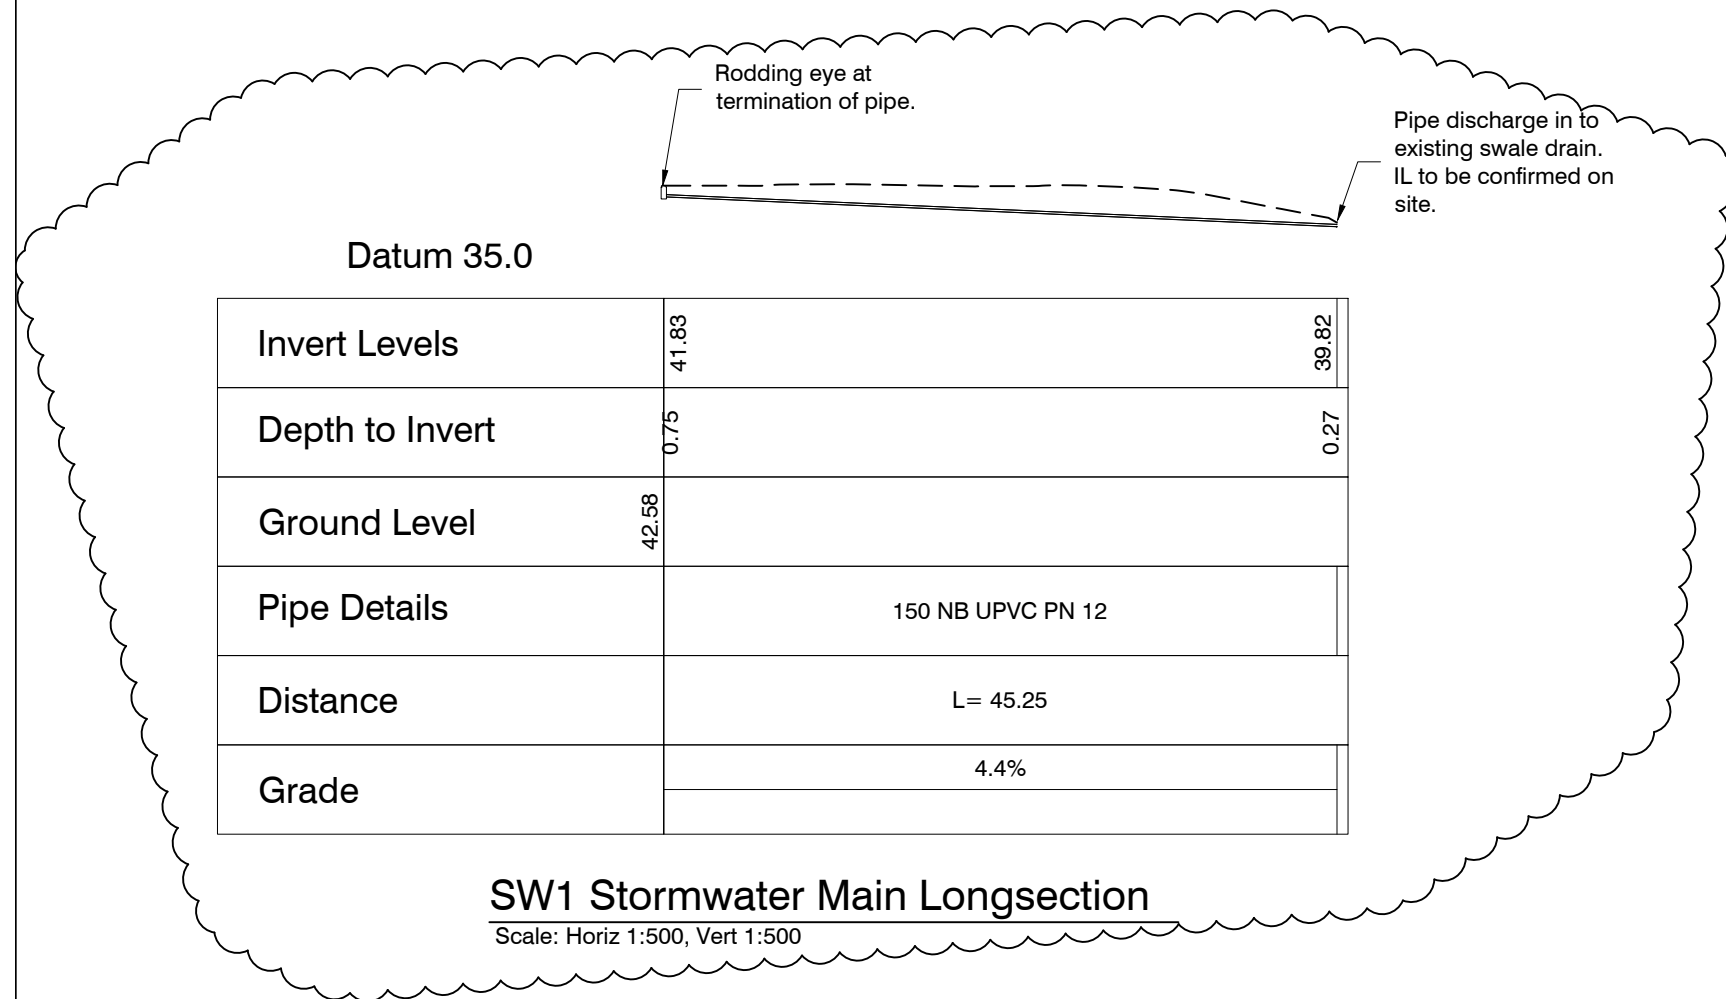 Rodding eye at
termination of pipe.
Pipe discharge in to
existing swale drain.
IL to be confirmed on
site.
Datum 35.0
Invert Levels
41.83
39.82
Depth to Invert
0.75
0.27
Ground Level
42.58
Pipe Details
150 NB UPVC PN 12
Distance
L= 45.25
Grade
4.4%
SW1 Stormwater Main Longsection
Scale: Horiz 1:500, Vert 1:500